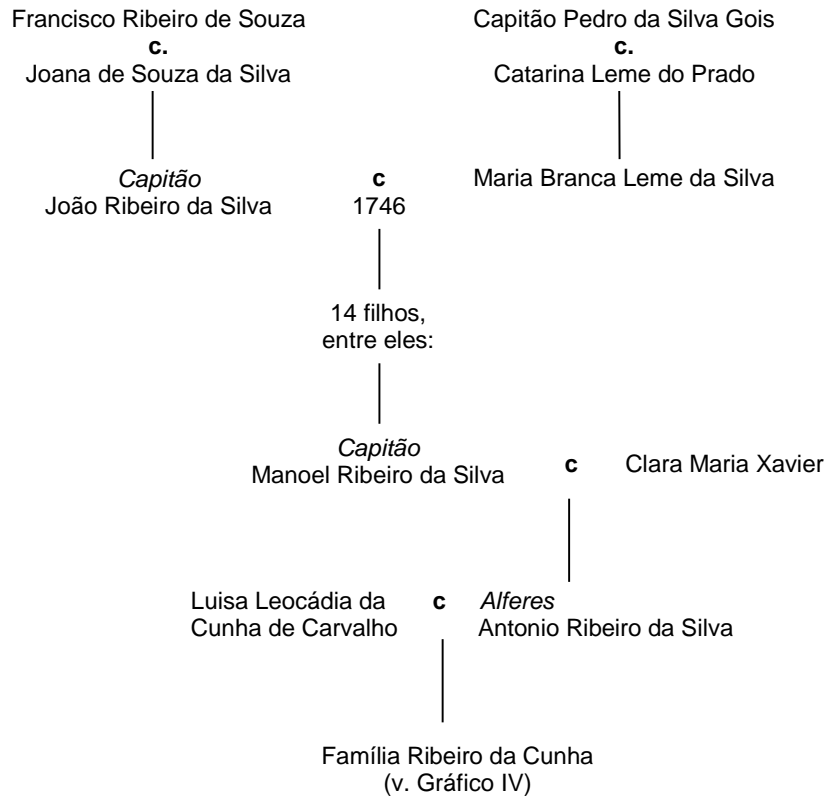 Francisco Ribeiro de Souza
c.
Joana de Souza da Silva
Capitão Pedro da Silva Gois
c.
Catarina Leme do Prado
Capitão
João Ribeiro da Silva
c
1746
Maria Branca Leme da Silva
14 filhos,
entre eles:
Capitão
Manoel Ribeiro da Silva
c
Clara Maria Xavier
Luisa Leocádia da
Cunha de Carvalho
c
Alferes
Antonio Ribeiro da Silva
Família Ribeiro da Cunha
(v. Gráfico IV)